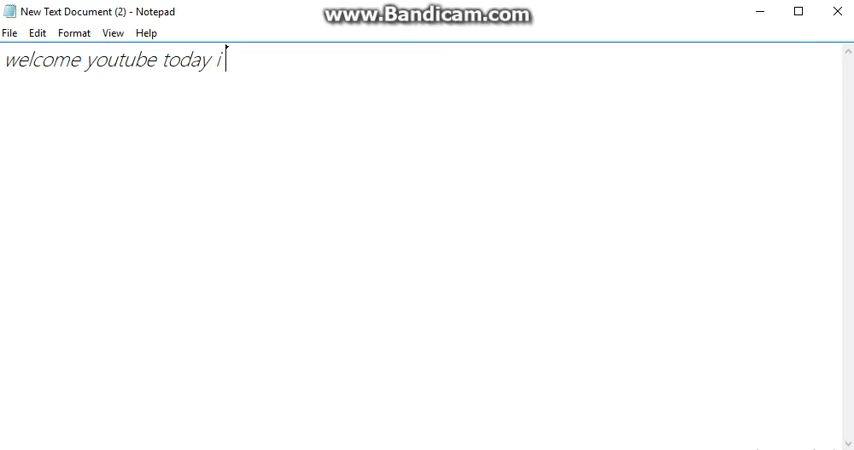 New Text Document (2) - Notepad
www.Bandicam.com
File Edit Format View Help
welcome youtube today i